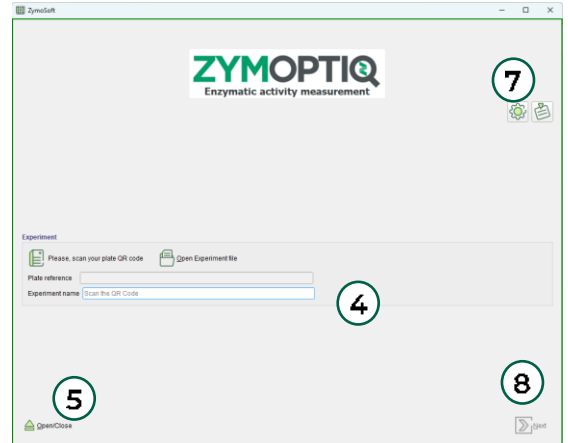 ZymoSoft
ZYMOPTIQ
Enzymatic activity measurement
7
Experiment
Please, scan your plate QR code Open Experiment file
Plate reference
Experiment name Scan the QR Code
4
5
8
Open/Close
Next